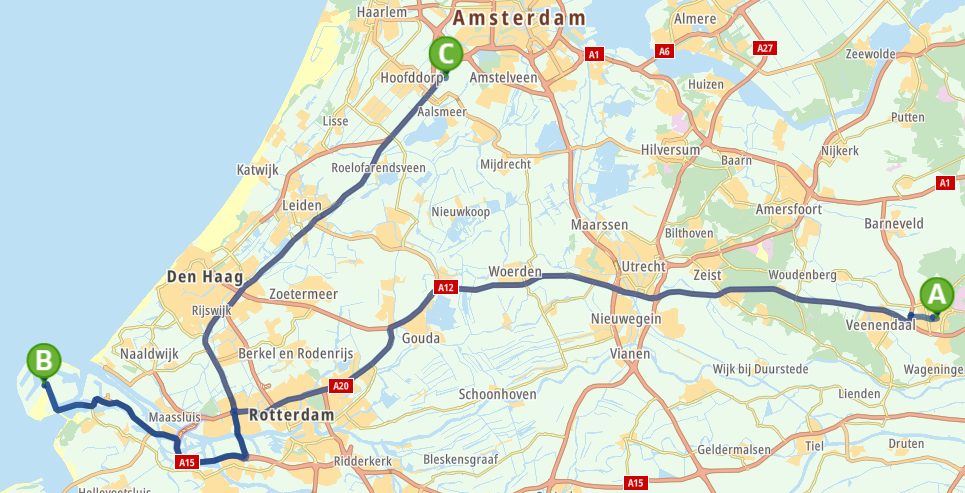 Haarlem
Amsterdam
Almere
C
A1
A6
A27
Zeewolde
Hoofddorp
Amstelveen
Huizen
Aalsmeer
Putten
Lisse
Hilversum
Nijkerk
Baarn
Katwijk
Roelofarendsveen
Mijdrecht
A1
Leiden
Nieuwkoop
Amersfoort
Maarssen
Barneveld
Bilthoven
Den Haag
Woerden
Utrecht
Zeist
Woudenberg
A12
Zoetermeer
A
Rijswijk
Nieuwegein
Veenendaal
Gouda
Naaldwijk
Berkel en Rodenrijs
Vianen
B
Wijk bij Duurstede
Wageninge
A20
Schoonhoven
Lienden
Maassluis
Rotterdam
Geldermalsen
Tiel
Druten
A15
Ridderkerk
Bleskensgraaf
A15